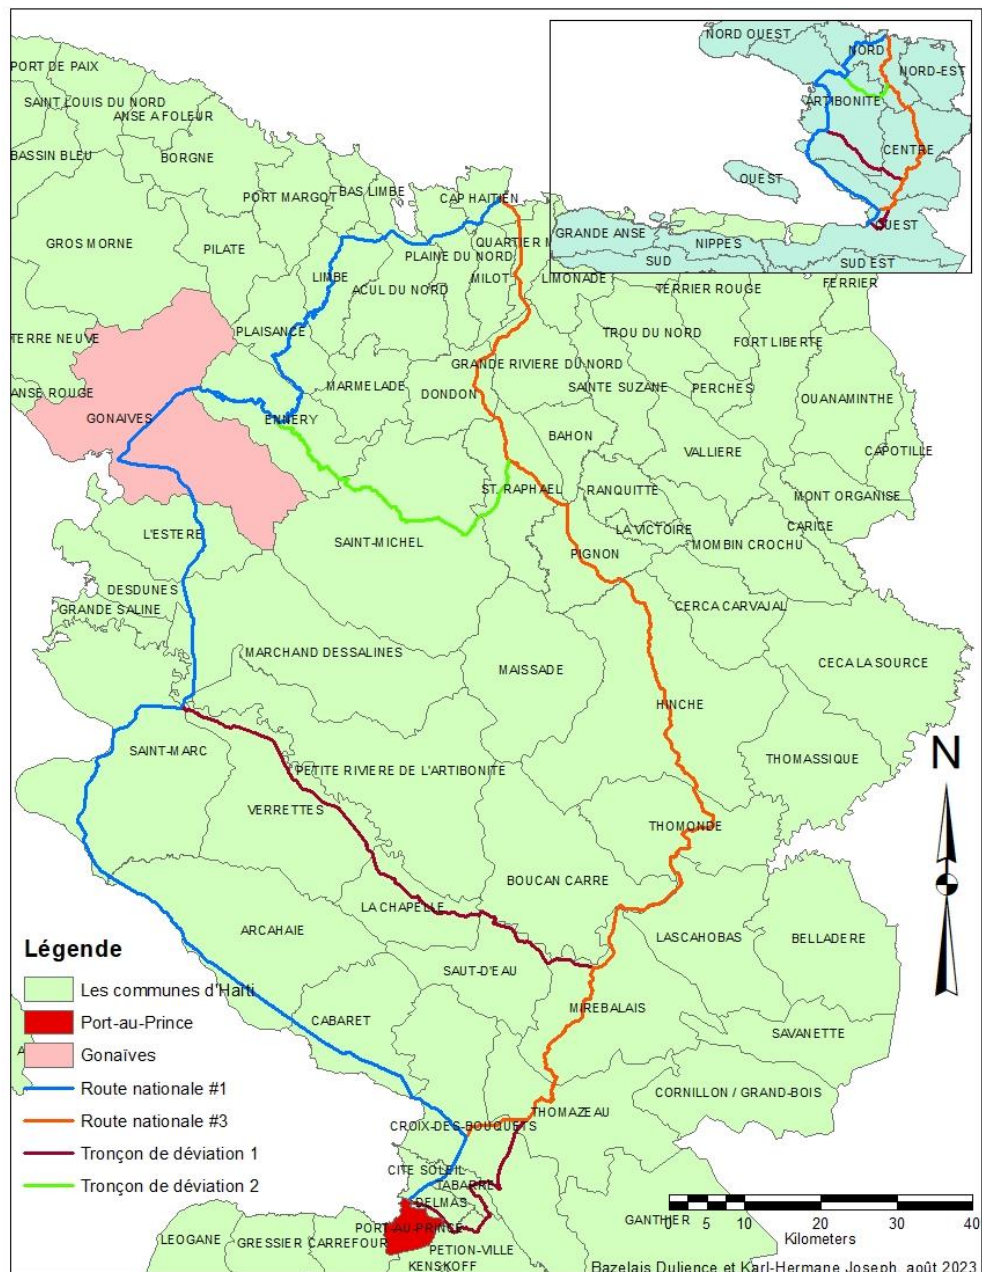 NORD OUEST
NORD
NORD-EST
ARTIBONITE
CENTRE
OUEST
OUEST
GRANDE ANSE
NIPPES
SUD
SUD EST
PORT DE PAIX
SAINT LOUIS DU NORD
ANSE A FOLEUR
BASSIN BLEU
BORGNE
PORT MARGOT
BAS LIMBE
CAP HAITIEN
GROS MORNE
PILATE
QUARTIER M
PLAINE DU NORD
LIMBE
ACUL DU NORD
MILOT
LIMONADE
TERRIER ROUGE
FERRIER
TERRE NEUVE
PLAISANCE
TROU DU NORD
FORT LIBERTE
GRANDE RIVIERE DU NORD
ANSE ROUGE
MARMELADE
DONDON
SAINTE SUZANE
PERCHES
OUANAMINTHE
GONAIVES
ENNERY
BAHON
VALLIERE
CAPOTILLE
ST. RAPHAEL
RANQUITTE
MONT ORGANISE
L'ESTERE
SAINT-MICHEL
LA VICTOIRE
CARICE
PIGNON
MOMBIN CROCHU
DESDUNES
GRANDE SALINE
CERCA CARVAJAL
MARCHAND DESSALINES
MAISSADE
CECA LA SOURCE
HINCHE
SAINT-MARC
N
THOMASSIQUE
PETITE RIVIERE DE L'ARTIBONITE
VERRETTES
THOMONDE
BOUCAN CARRE
LA CHAPELLE
ARCAHAIE
LASCAHOBAS
BELLADERE
SAUT-D'EAU
MIREBALAIS
CABARET
SAVANETTE
CORNILLON / GRAND-BOIS
THOMAZEAU
CROIX-DES-BOUQUETS
CITE SOLEIL
TABARRE
DELMAS
PORT-AU-PRINCE
GANTHIER
LEOGANE
GRESSIER
CARREFOUR
PETION-VILLE
KENSKOFF
Légende
Les communes d'Haiti
Port-au-Prince
Gonaïves
Route nationale #1
Route nationale #3
Tronçon de déviation 1
Tronçon de déviation 2
5 10 20 30 40
Kilometers
Bazelais Dulience et Karl-Hermane Joseph, août 2023